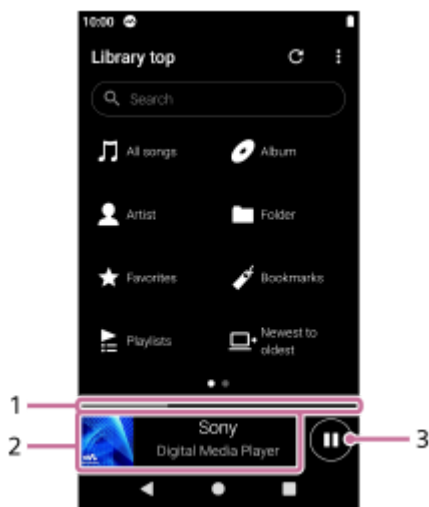 10:00
Library top
Search
All songs
Album
Artist
Folder
Favorites
Bookmarks
Playlists
Newest to
oldest
1
2
Sony
Digital Media Player
3